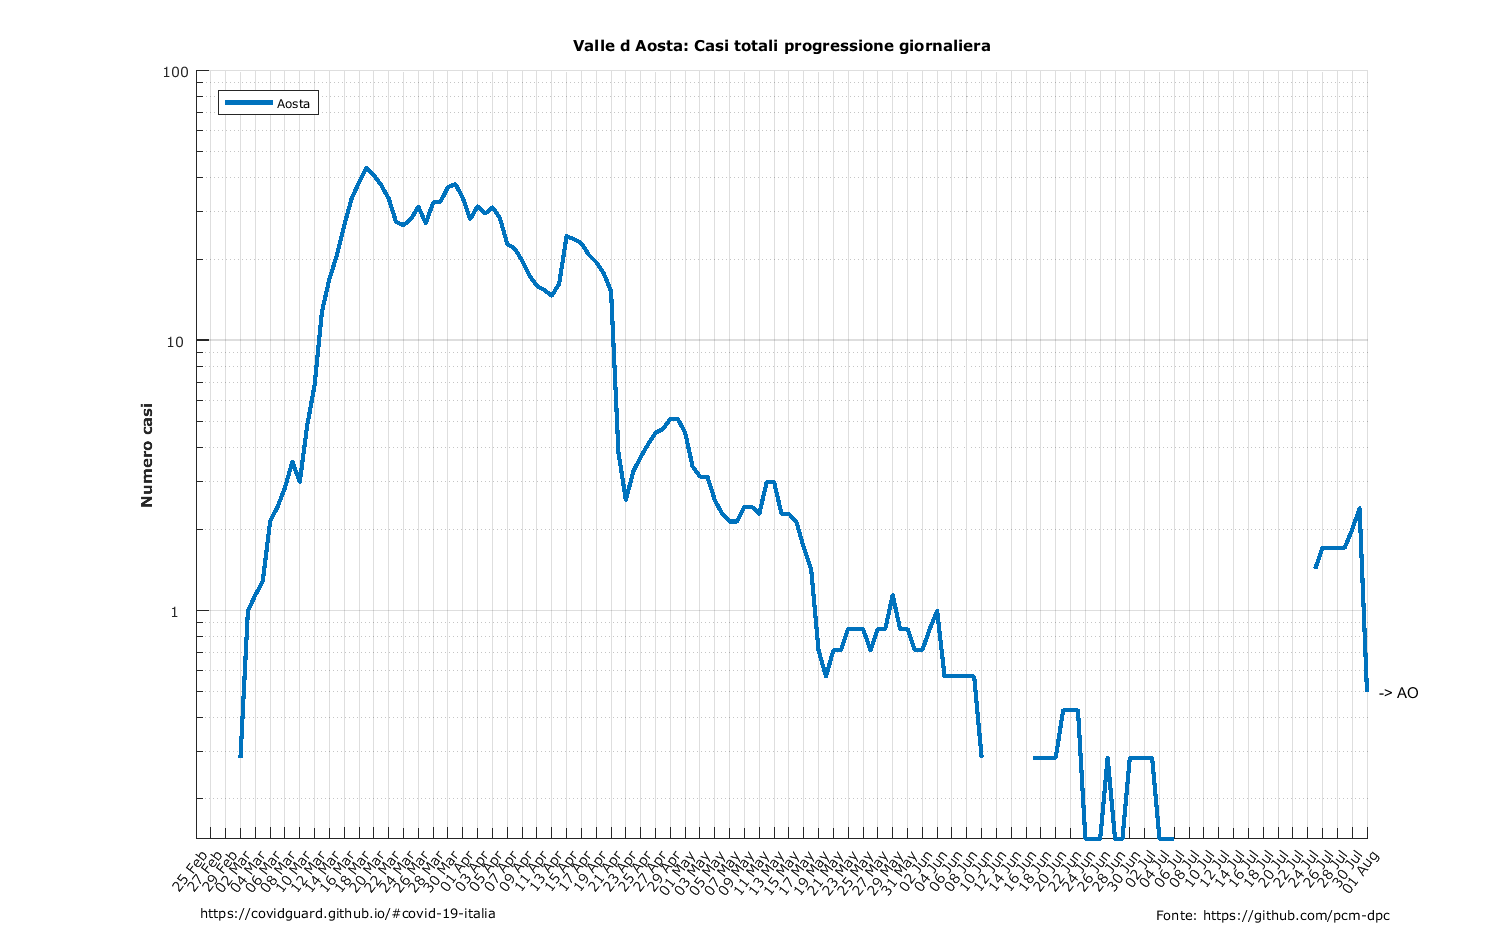 Valle d Aosta: Casi totali progressione giornaliera
100
Aosta
10
Numero casi
1
-> AO
25 Feb
27 Feb
29 Feb
02 Mar
04 Mar
06 Mar
08 Mar
10 Mar
12 Mar
14 Mar
16 Mar
18 Mar
20 Mar
22 Mar
24 Mar
26 Mar
28 Mar
30 Mar
01 Apr
03 Apr
05 Apr
07 Apr
09 Apr
11 Apr
13 Apr
15 Apr
17 Apr
19 Apr
21 Apr
23 Apr
25 Apr
27 Apr
29 Apr
01 May
03 May
05 May
07 May
09 May
11 May
13 May
15 May
17 May
19 May
21 May
23 May
25 May
27 May
29 May
31 May
02 Jun
04 Jun
06 Jun
08 Jun
10 Jun
12 Jun
14 Jun
16 Jun
18 Jun
20 Jun
22 Jun
24 Jun
26 Jun
28 Jun
30 Jun
02 Jul
04 Jul
06 Jul
08 Jul
10 Jul
12 Jul
14 Jul
16 Jul
18 Jul
20 Jul
22 Jul
24 Jul
26 Jul
28 Jul
30 Jul
01 Aug
https://covidguard.github.io/#covid-19-italia
Fonte: https://github.com/pcm-dpc